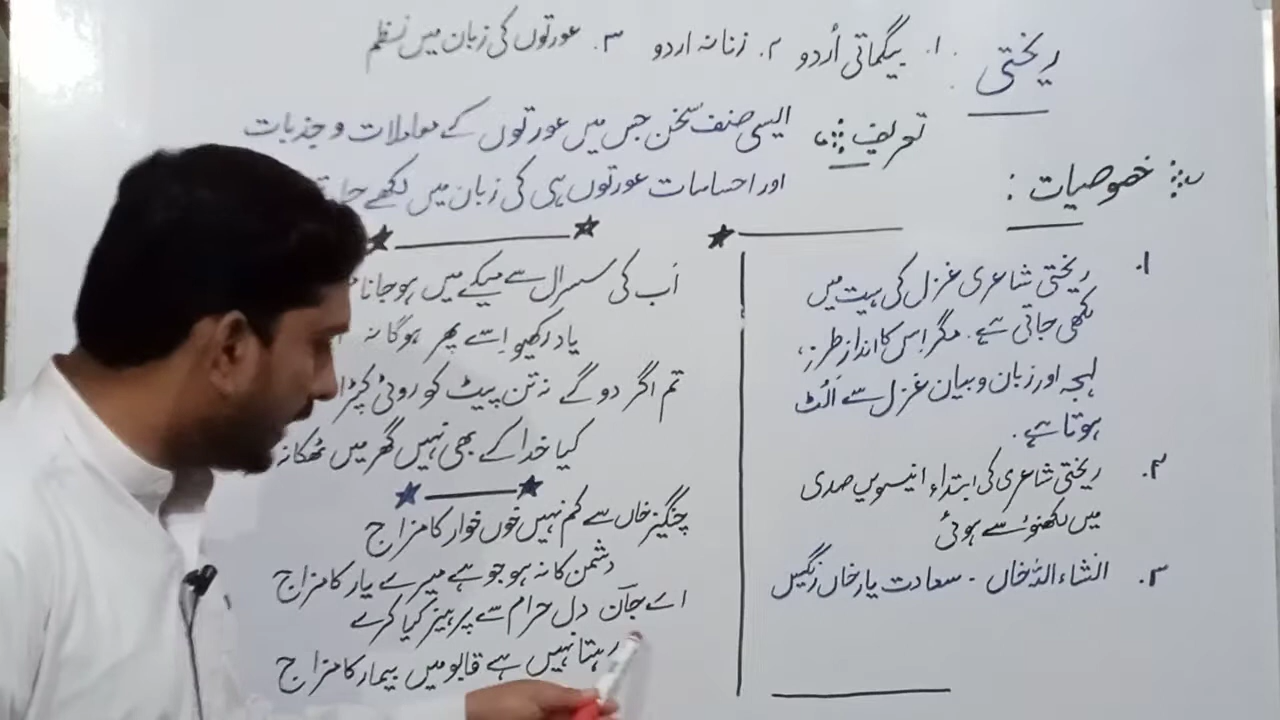 ریختی ۱. بیگماتی اُردو ۲. زنانہ اردو ۳. عورتوں کی زبان میں نظم
تعریف: ایسی صنف سخن جس میں عورتوں کے معاملات و جذبات
اور احساسات عورتوں ہی کی زبان میں لکھے
خصوصیات:
۱. ریختی شاعری غزل کی ہیت میں
لکھی جاتی ہے۔ مگر اِس کا اندازِ طرزِ،
لہجہ اور زبان و بیان غزل سے اُلٹ
ہوتا ہے۔
۲. ریختی شاعری کی ابتداء انیسویں صدی
میں لکھنؤ سے ہوئی
۳. انشاء اللہ خاں - سعادت یار خاں رنگیں
اَب کی سسرال سے میکے میں ہو جانا
یاد رکھیو اِسے پھر ہوگا نہ
تم اگر دو گے نہ تن پیٹ کو روٹی کپڑا
کیا خدا کے بھی نہیں گھر میں ٹھکانہ
چنگیز خاں سے کم نہیں خوں خوار کا مزاج
دشمن کا نہ ہو جو ہے میرے یار کا مزاج
اے جان دل حرام سے پرہیز کیا کرے
رہتا نہیں ہے قابو میں بیمار کا مزاج